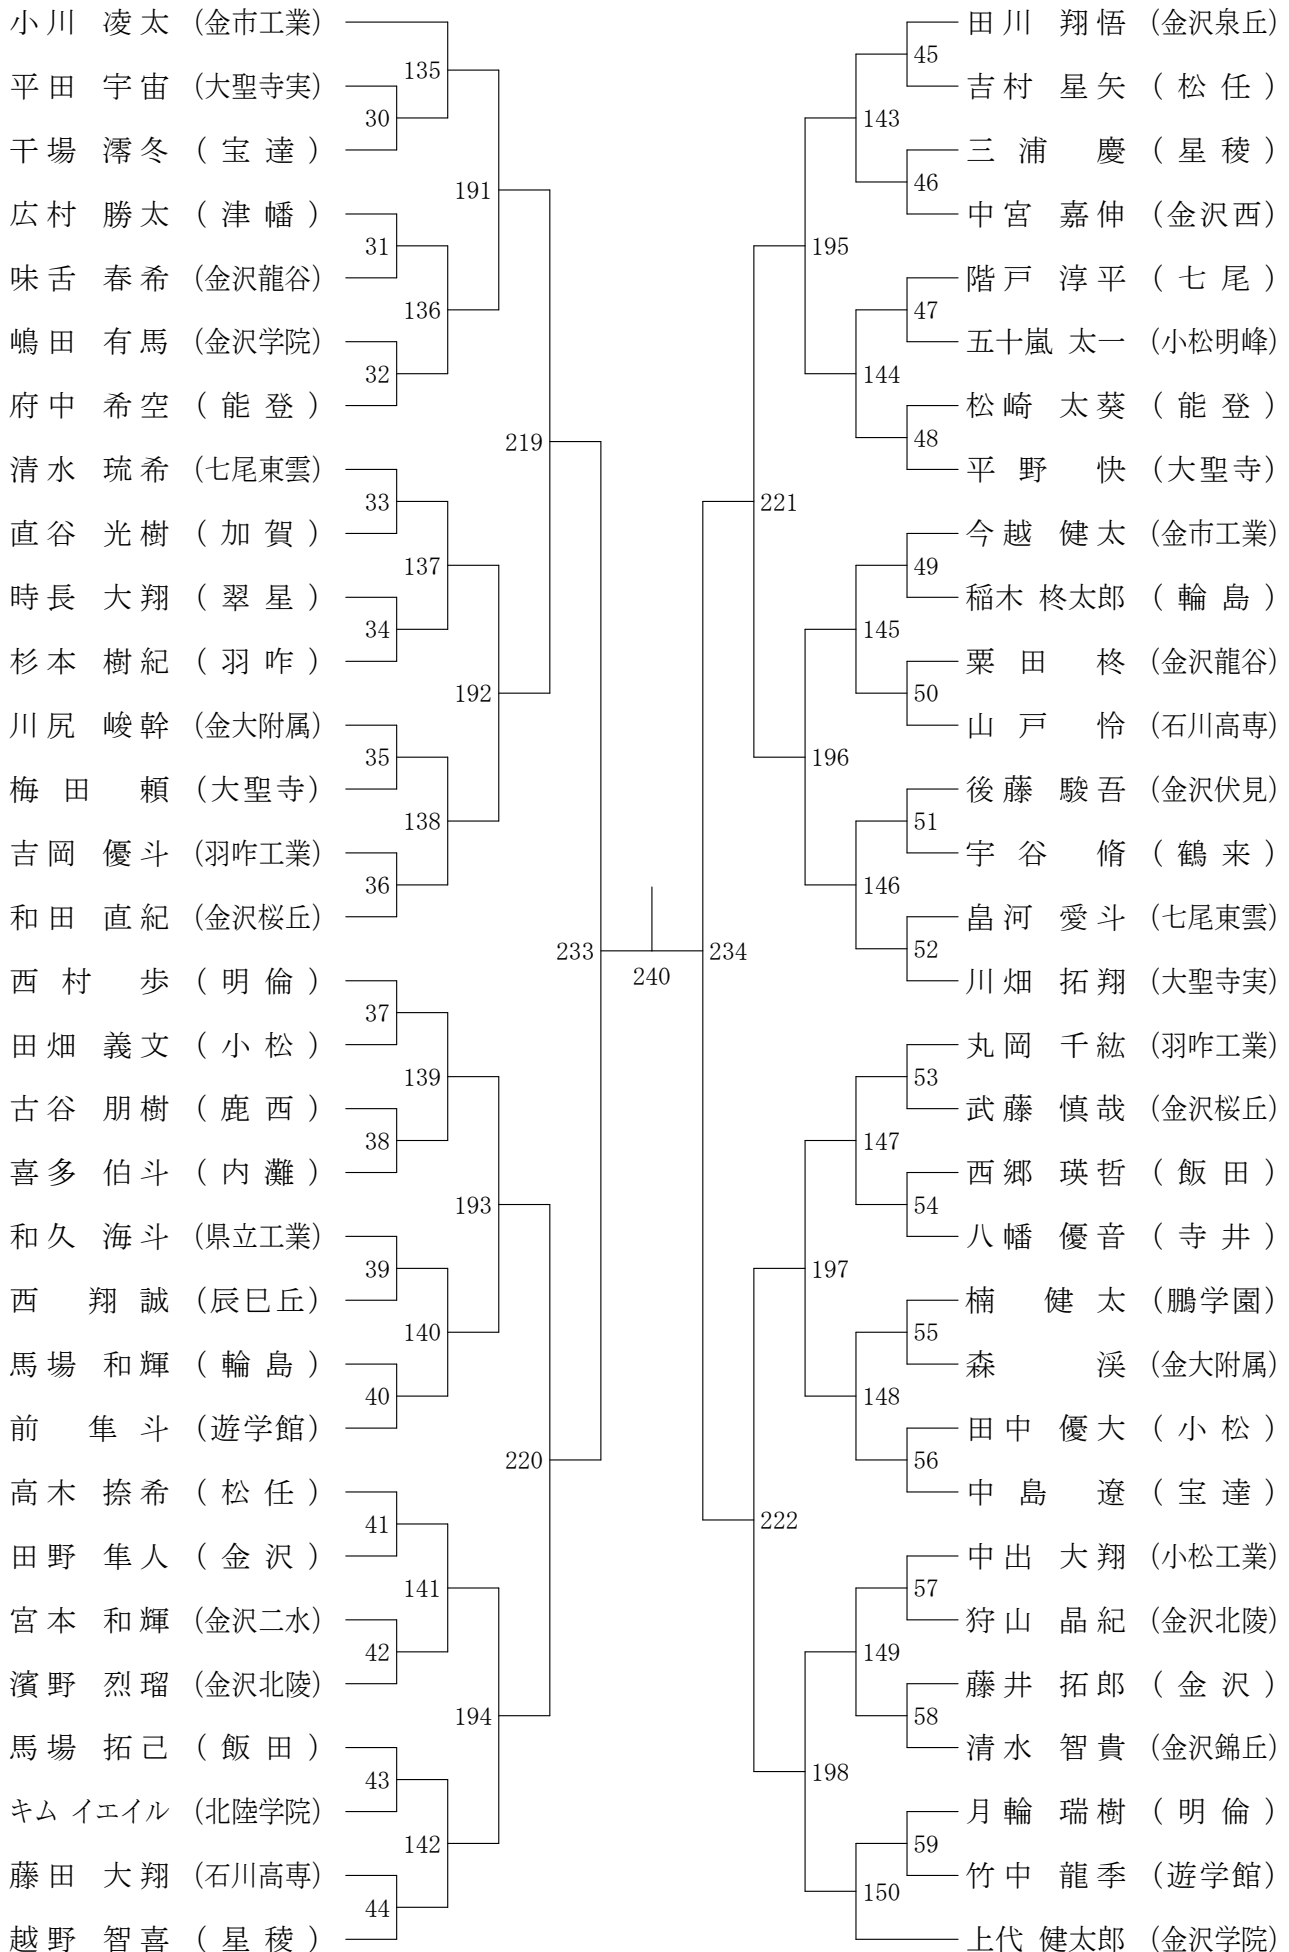 小川 凌太 (金市工業)
135
平田 宇宙 (大聖寺実)
30
干場 澪冬 (宝達)
191
広村 勝太 (津幡)
31
味舌 春希 (金沢龍谷)
136
嶋田 有馬 (金沢学院)
32
府中 希空 (能登)
219
清水 琉希 (七尾東雲)
33
直谷 光樹 (加賀)
137
時長 大翔 (翠星)
34
杉本 樹紀 (羽咋)
192
川尻 峻幹 (金大附属)
35
梅田 頼 (大聖寺)
138
吉岡 優斗 (羽咋工業)
36
和田 直紀 (金沢桜丘)
233
西村 歩 (明倫)
37
田畑 義文 (小松)
139
古谷 朋樹 (鹿西)
38
喜多 伯斗 (内灘)
193
和久 海斗 (県立工業)
39
西 翔誠 (辰巳丘)
140
馬場 和輝 (輪島)
40
前 隼斗 (遊学館)
220
高木 捺希 (松任)
41
田野 隼人 (金沢)
141
宮本 和輝 (金沢二水)
42
濱野 烈瑠 (金沢北陵)
194
馬場 拓己 (飯田)
43
キム イエイル (北陸学院)
142
藤田 大翔 (石川高専)
44
越野 智喜 (星稜)
240
田川 翔悟 (金沢泉丘)
45
吉村 星矢 (松任)
143
三浦 慶 (星稜)
46
中宮 嘉伸 (金沢西)
195
階戸 淳平 (七尾)
47
五十嵐 太一 (小松明峰)
144
松崎 太葵 (能登)
48
平野 快 (大聖寺)
221
今越 健太 (金市工業)
49
稲木 柊太郎 (輪島)
145
粟田 柊 (金沢龍谷)
50
山戸 怜 (石川高専)
196
後藤 駿吾 (金沢伏見)
51
宇谷 脩 (鶴来)
146
畠河 愛斗 (七尾東雲)
52
川畑 拓翔 (大聖寺実)
234
丸岡 千紘 (羽咋工業)
53
武藤 慎哉 (金沢桜丘)
147
西郷 瑛哲 (飯田)
54
八幡 優音 (寺井)
197
楠 健太 (鵬学園)
55
森 渓 (金大附属)
148
田中 優大 (小松)
56
中島 遼 (宝達)
222
中出 大翔 (小松工業)
57
狩山 晶紀 (金沢北陵)
149
藤井 拓郎 (金沢)
58
清水 智貴 (金沢錦丘)
198
月輪 瑞樹 (明倫)
59
竹中 龍季 (遊学館)
150
上代 健太郎 (金沢学院)